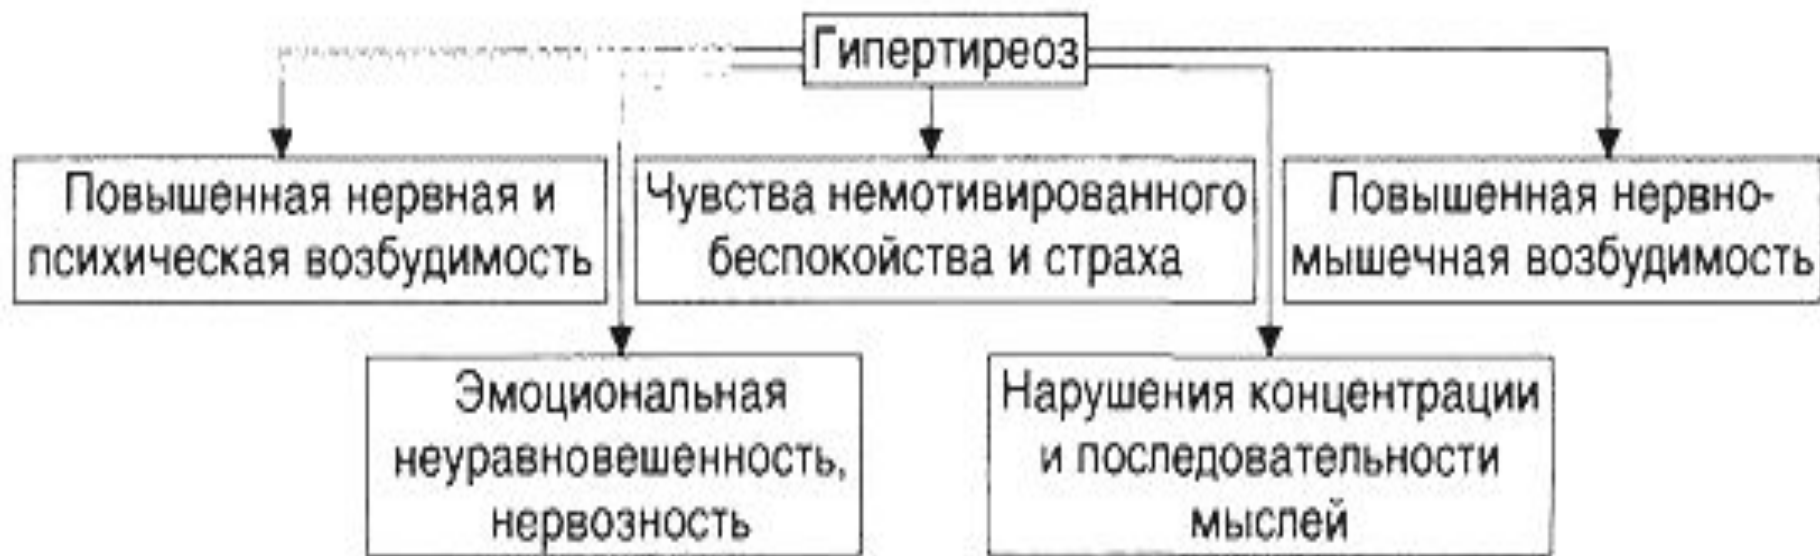 Гипертиреоз
Повышенная нервная и
психическая возбудимость
Чувства немотивированного
беспокойства и страха
Повышенная нервно-
мышечная возбудимость
Эмоциональная
неуравновешенность,
нервозность
Нарушения концентрации
и последовательности
мыслей